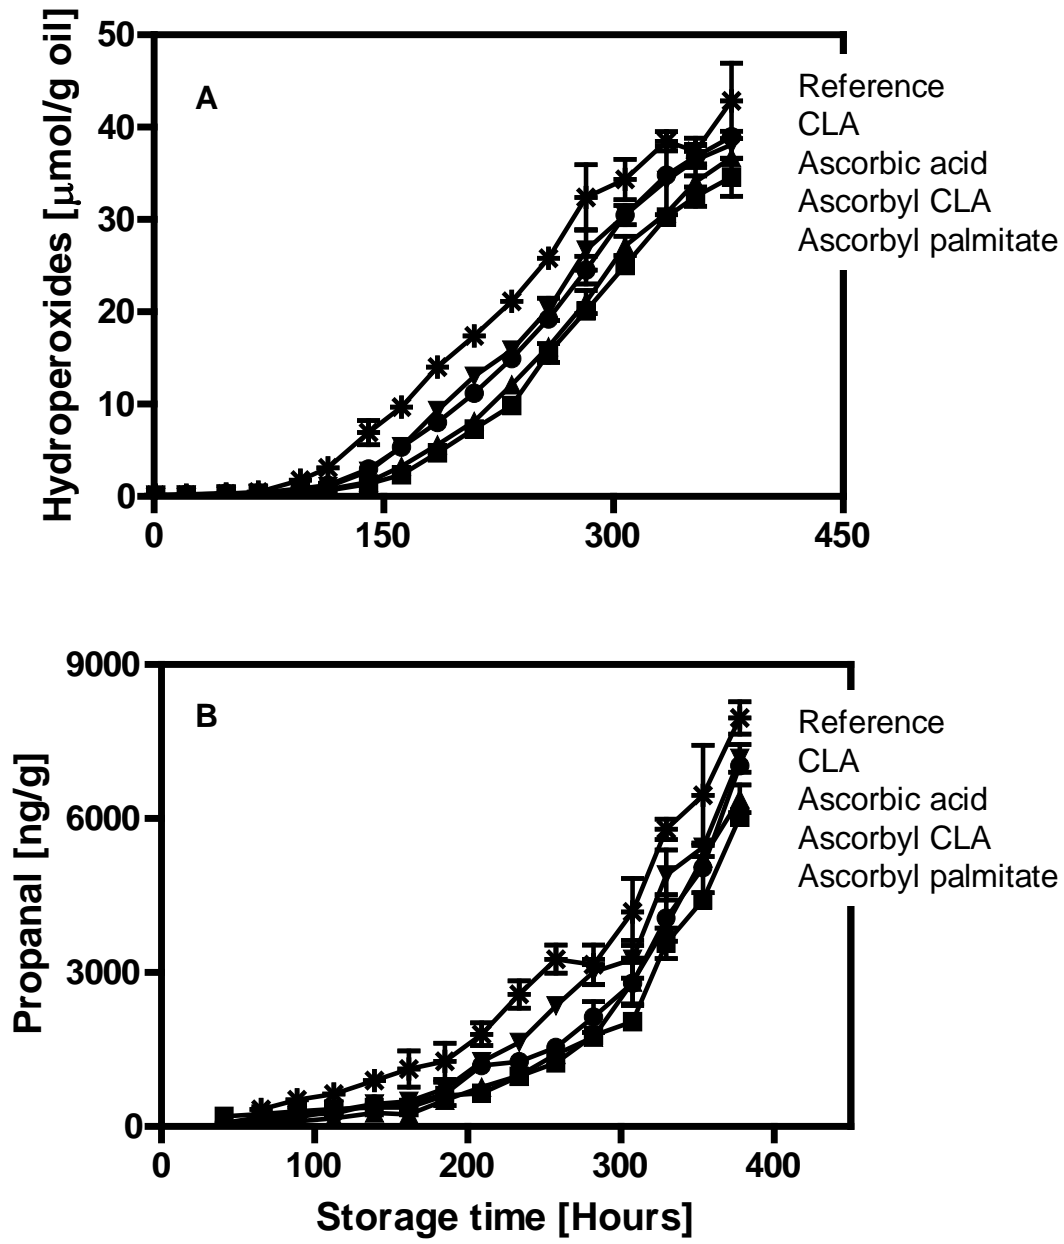 Hydroperoxides [µmol/g oil]
50
40
30
20
10
0
A
Reference
CLA
Ascorbic acid
Ascorbyl CLA
Ascorbyl palmitate
0 150 300 450
Propanal [ng/g]
9000
6000
3000
0
B
Reference
CLA
Ascorbic acid
Ascorbyl CLA
Ascorbyl palmitate
0 100 200 300 400
Storage time [Hours]